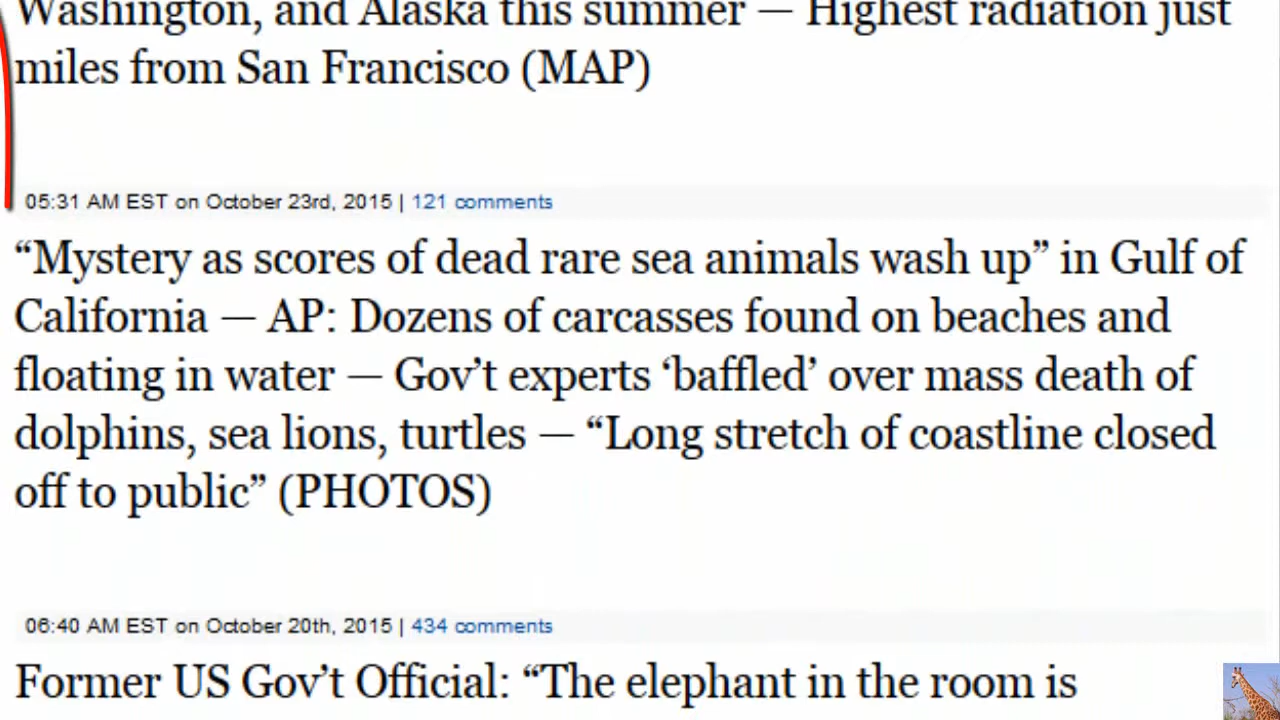 Washington, and Alaska this summer — Highest radiation just
miles from San Francisco (MAP)
05:31 AM EST on October 23rd, 2015 | 121 comments
“Mystery as scores of dead rare sea animals wash up” in Gulf of
California — AP: Dozens of carcasses found on beaches and
floating in water — Gov’t experts ‘baffled’ over mass death of
dolphins, sea lions, turtles — “Long stretch of coastline closed
off to public” (PHOTOS)
06:40 AM EST on October 20th, 2015 | 434 comments
Former US Gov’t Official: “The elephant in the room is